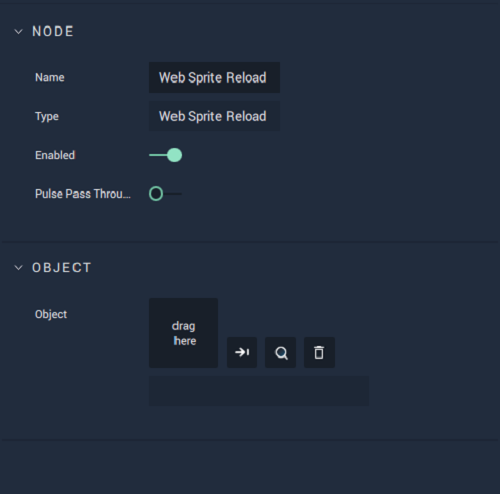 NODE
Name Web Sprite Reload
Type Web Sprite Reload
Enabled
Pulse Pass Throu...
OBJECT
Object
drag
here